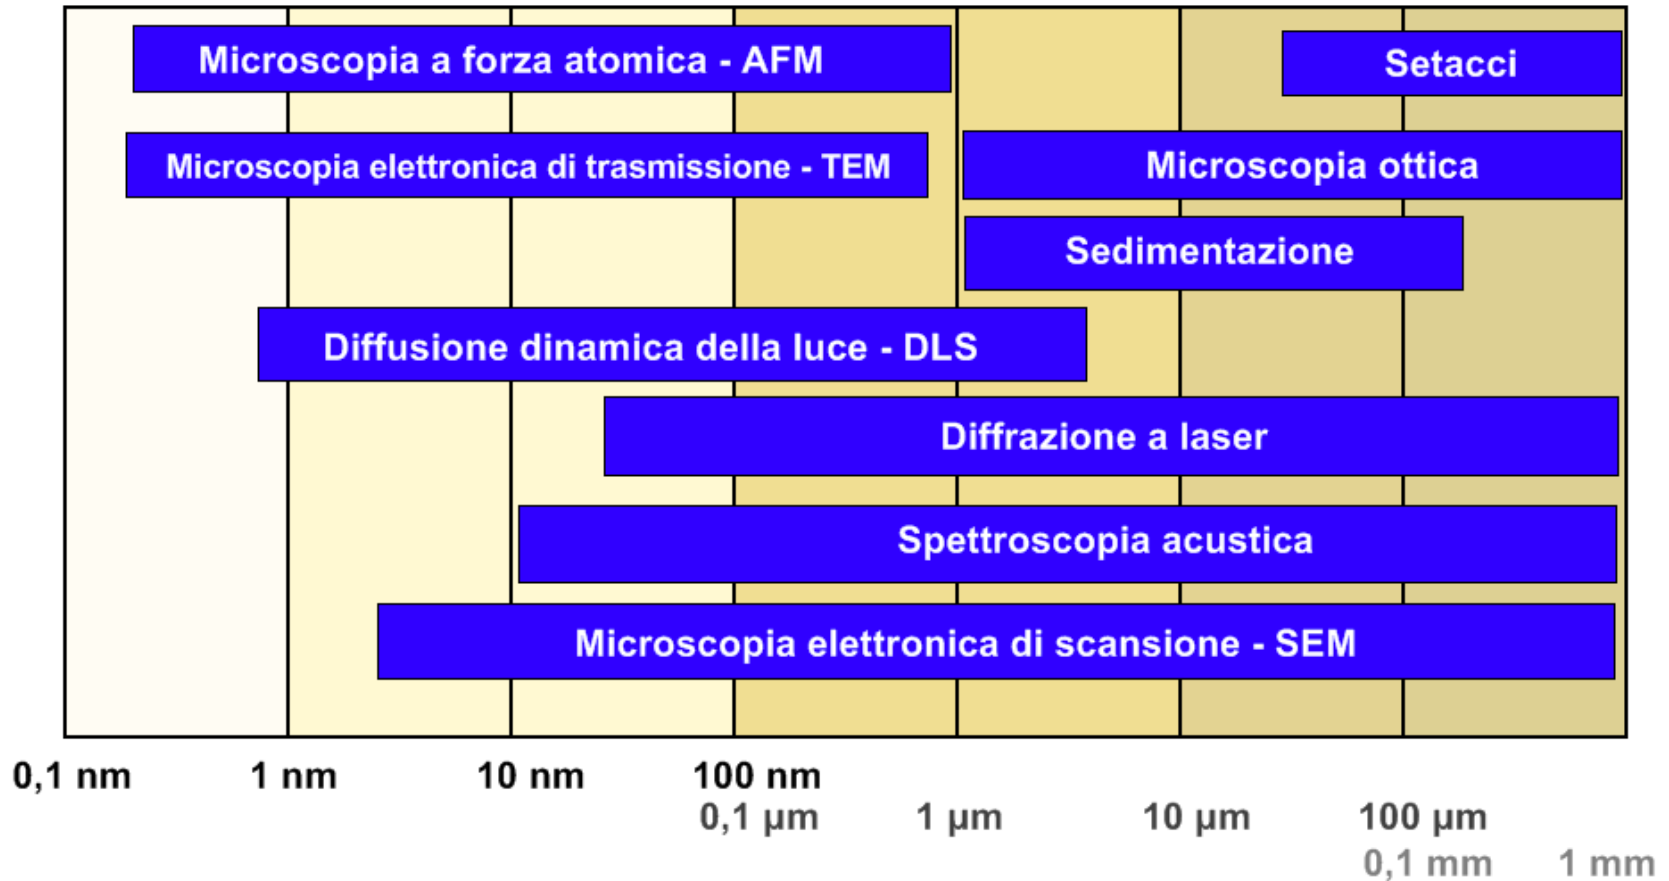 Microscopia a forza atomica - AFM
Setacci
Microscopia elettronica di trasmissione - TEM
Microscopia ottica
Sedimentazione
Diffusione dinamica della luce - DLS
Diffrazione a laser
Spettroscopia acustica
Microscopia elettronica di scansione - SEM
0,1 nm 1 nm 10 nm 100 nm
0,1 µm 1 µm 10 µm 100 µm
0,1 mm 1 mm